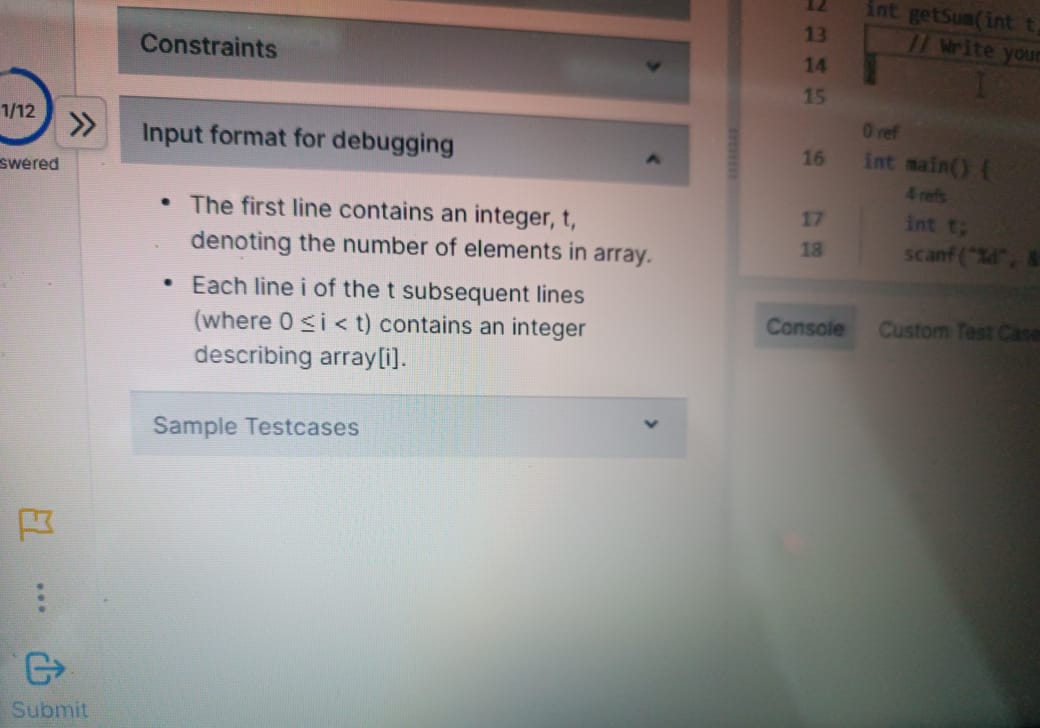 1/12
swered
Constraints
Input format for debugging
• The first line contains an integer, t,
denoting the number of elements in array.
• Each line i of the t subsequent lines
(where 0 ≤ i < t) contains an integer
describing array[i].
Sample Testcases
Submit
12 int getSum(int t,
13 // Write your
14 }
15
0 ref
16 int main() {
4 refs
17 int t;
18 scanf("%d", &
Console Custom Test Case